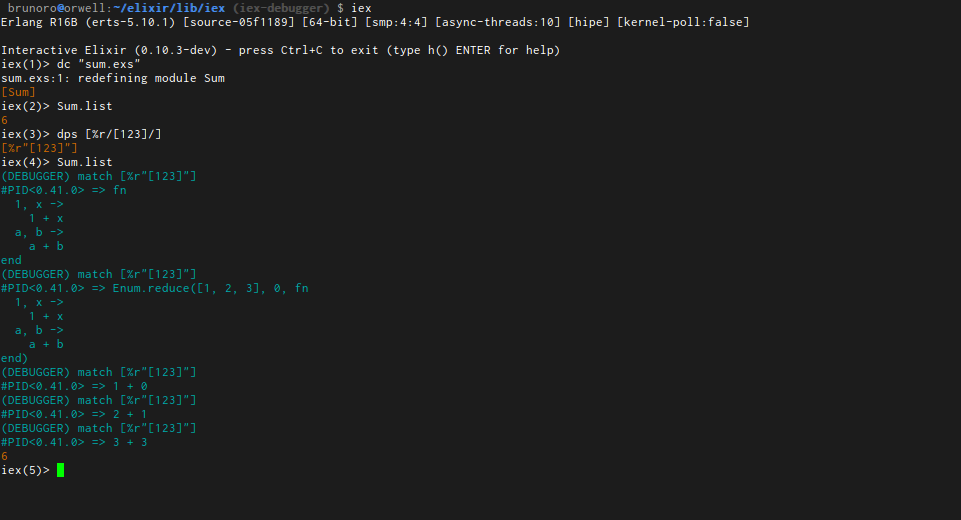 brunoro@orwell:~/elixir/lib/iex (iex-debugger) $ iex
Erlang R16B (erts-5.10.1) [source-05f1189] [64-bit] [smp:4:4] [async-threads:10] [hipe] [kernel-poll:false]
Interactive Elixir (0.10.3-dev) - press Ctrl+C to exit (type h() ENTER for help)
iex(1)> dc "sum.exs"
sum.exs:1: redefining module Sum
[Sum]
iex(2)> Sum.list
6
iex(3)> dps [%r/[123]/]
[%r"[123]"]
iex(4)> Sum.list
(DEBUGGER) match [%r"[123]"]
#PID<0.41.0> => fn
  1, x ->
    1 + x
  a, b ->
    a + b
end
(DEBUGGER) match [%r"[123]"]
#PID<0.41.0> => Enum.reduce([1, 2, 3], 0, fn
  1, x ->
    1 + x
  a, b ->
    a + b
end)
(DEBUGGER) match [%r"[123]"]
#PID<0.41.0> => 1 + 0
(DEBUGGER) match [%r"[123]"]
#PID<0.41.0> => 2 + 1
(DEBUGGER) match [%r"[123]"]
#PID<0.41.0> => 3 + 3
6
iex(5)>